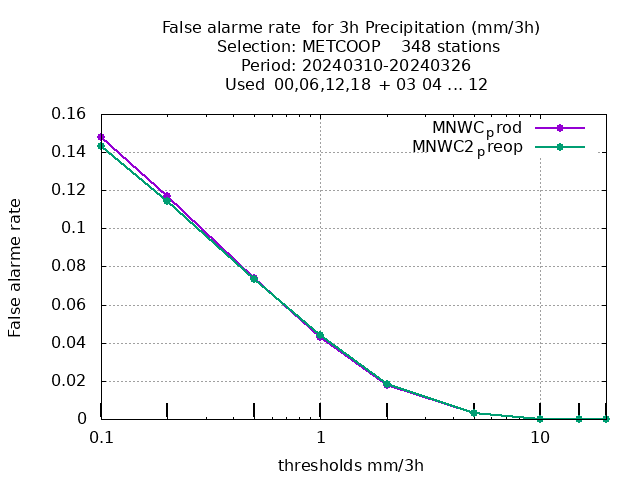 False alarme rate  for 3h Precipitation (mm/3h)
Selection: METCOOP    348 stations
Period: 20240310-20240326
Used  00,06,12,18 + 03 04 ... 12
MNWCprod
MNWC2preop
0.16
0.14
0.12
0.1
0.08
0.06
0.04
0.02
0
False alarme rate
0.1
1
10
thresholds mm/3h